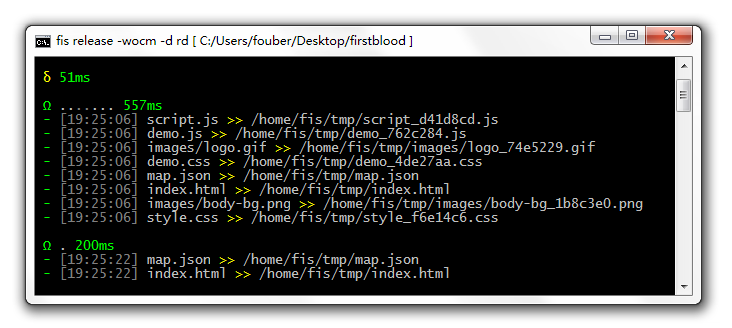 fis release -wocm -d rd [ C:/Users/fouber/Desktop/firstblood ]
δ 51ms
Ω ....... 557ms
- [19:25:06] script.js >> /home/fis/tmp/script_d41d8cd.js
- [19:25:06] demo.js >> /home/fis/tmp/demo_762c284.js
- [19:25:06] images/logo.gif >> /home/fis/tmp/images/logo_74e5229.gif
- [19:25:06] demo.css >> /home/fis/tmp/demo_4de27aa.css
- [19:25:06] map.json >> /home/fis/tmp/map.json
- [19:25:06] index.html >> /home/fis/tmp/index.html
- [19:25:06] images/body-bg.png >> /home/fis/tmp/images/body-bg_1b8c3e0.png
- [19:25:06] style.css >> /home/fis/tmp/style_f6e14c6.css
Ω . 200ms
- [19:25:22] map.json >> /home/fis/tmp/map.json
- [19:25:22] index.html >> /home/fis/tmp/index.html